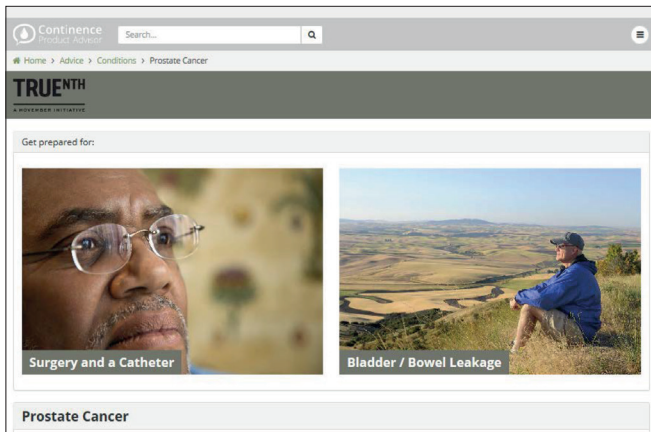 Continence
Product Advisor
Search...
Home > Advice > Conditions > Prostate Cancer
TRUENTH
A MOVEMBER INITIATIVE
Get prepared for:
Surgery and a Catheter
Bladder / Bowel Leakage
Prostate Cancer